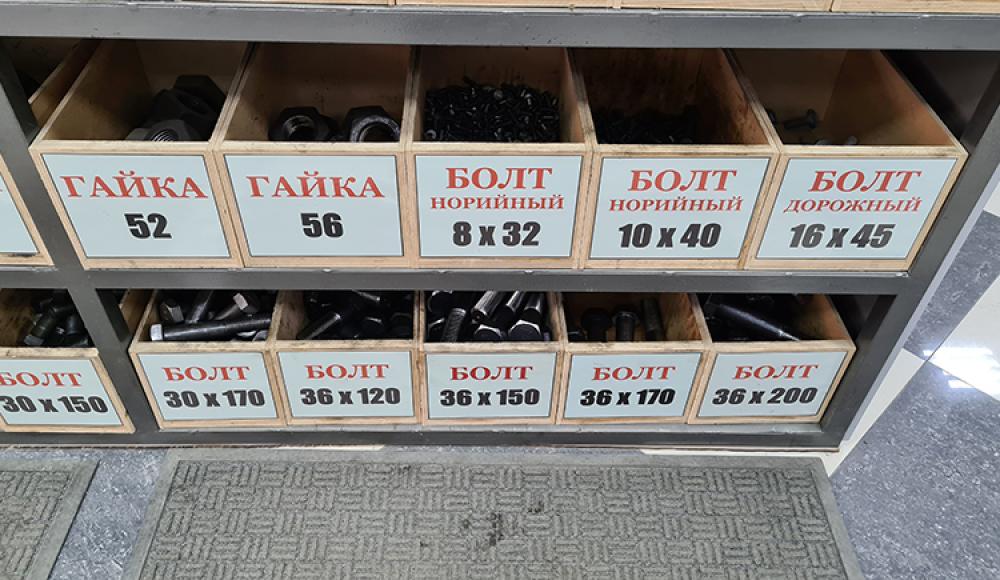 ГАЙКА
52
ГАЙКА
56
БОЛТ
НОРИЙНЫЙ
8 x 32
БОЛТ
НОРИЙНЫЙ
10 x 40
БОЛТ
ДОРОЖНЫЙ
16 x 45
БОЛТ
30 x 150
БОЛТ
30 x 170
БОЛТ
36 x 120
БОЛТ
36 x 150
БОЛТ
36 x 170
БОЛТ
36 x 200